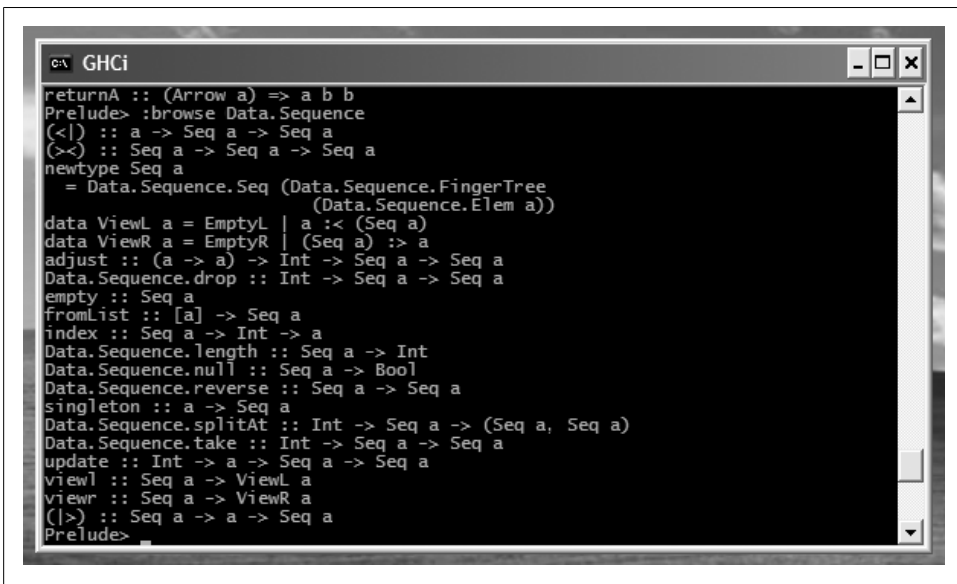 GHCi
returnA :: (Arrow a) => a b b
Prelude> :browse Data.Sequence
(<|) :: a -> Seq a -> Seq a
(><) :: Seq a -> Seq a -> Seq a
newtype Seq a
  = Data.Sequence.Seq (Data.Sequence.FingerTree
                         (Data.Sequence.Elem a))
data ViewL a = EmptyL | a :< (Seq a)
data ViewR a = EmptyR | (Seq a) :> a
adjust :: (a -> a) -> Int -> Seq a -> Seq a
Data.Sequence.drop :: Int -> Seq a -> Seq a
empty :: Seq a
fromList :: [a] -> Seq a
index :: Seq a -> Int -> a
Data.Sequence.length :: Seq a -> Int
Data.Sequence.null :: Seq a -> Bool
Data.Sequence.reverse :: Seq a -> Seq a
singleton :: a -> Seq a
Data.Sequence.splitAt :: Int -> Seq a -> (Seq a, Seq a)
Data.Sequence.take :: Int -> Seq a -> Seq a
update :: Int -> a -> Seq a -> Seq a
viewl :: Seq a -> ViewL a
viewr :: Seq a -> ViewR a
(|>) :: Seq a -> a -> Seq a
Prelude> _